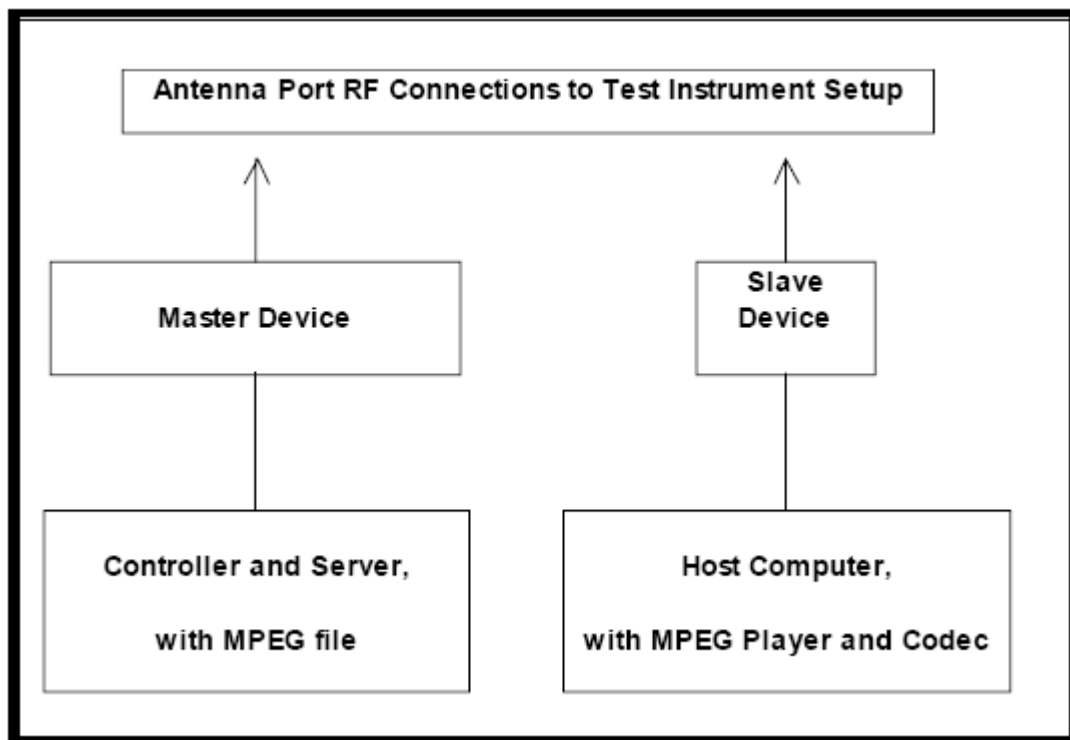 Antenna Port RF Connections to Test Instrument Setup
Master Device
Slave
Device
Controller and Server,
with MPEG file
Host Computer,
with MPEG Player and Codec